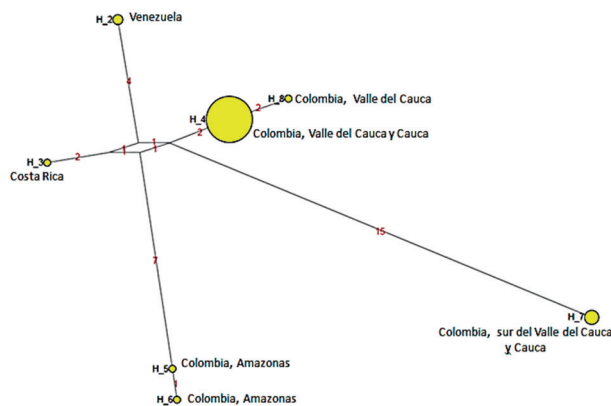 H_2 Venezuela
4
H_8 Colombia, Valle del Cauca
2
H_4
Colombia, Valle del Cauca y Cauca
2
1
1 1
H_3 2
Costa Rica
15
7
H_7
Colombia, sur del Valle del Cauca
y Cauca
H_5 Colombia, Amazonas
1
H_6 Colombia, Amazonas